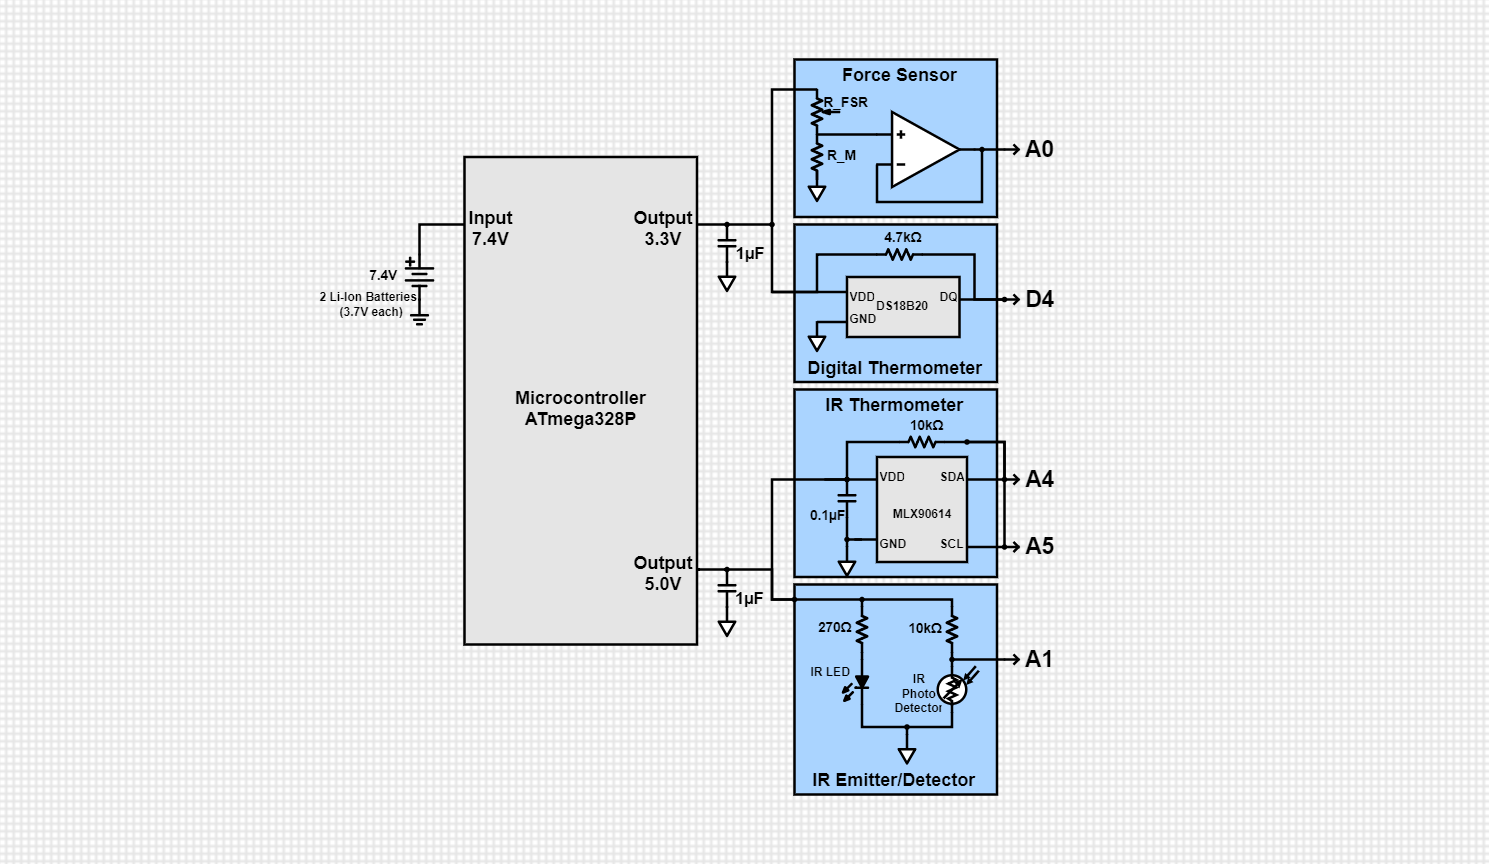 Force Sensor
R_FSR
+
R_M
−
A0
Input
7.4V
Output
3.3V
1µF
+
7.4V
2 Li-Ion Batteries
(3.7V each)
4.7kΩ
VDD
DQ
DS18B20
GND
D4
Digital Thermometer
Microcontroller
ATmega328P
IR Thermometer
10kΩ
VDD
SDA
A4
0.1µF
MLX90614
GND
SCL
A5
Output
5.0V
1µF
270Ω
10kΩ
A1
IR LED
IR
Photo
Detector
IR Emitter/Detector